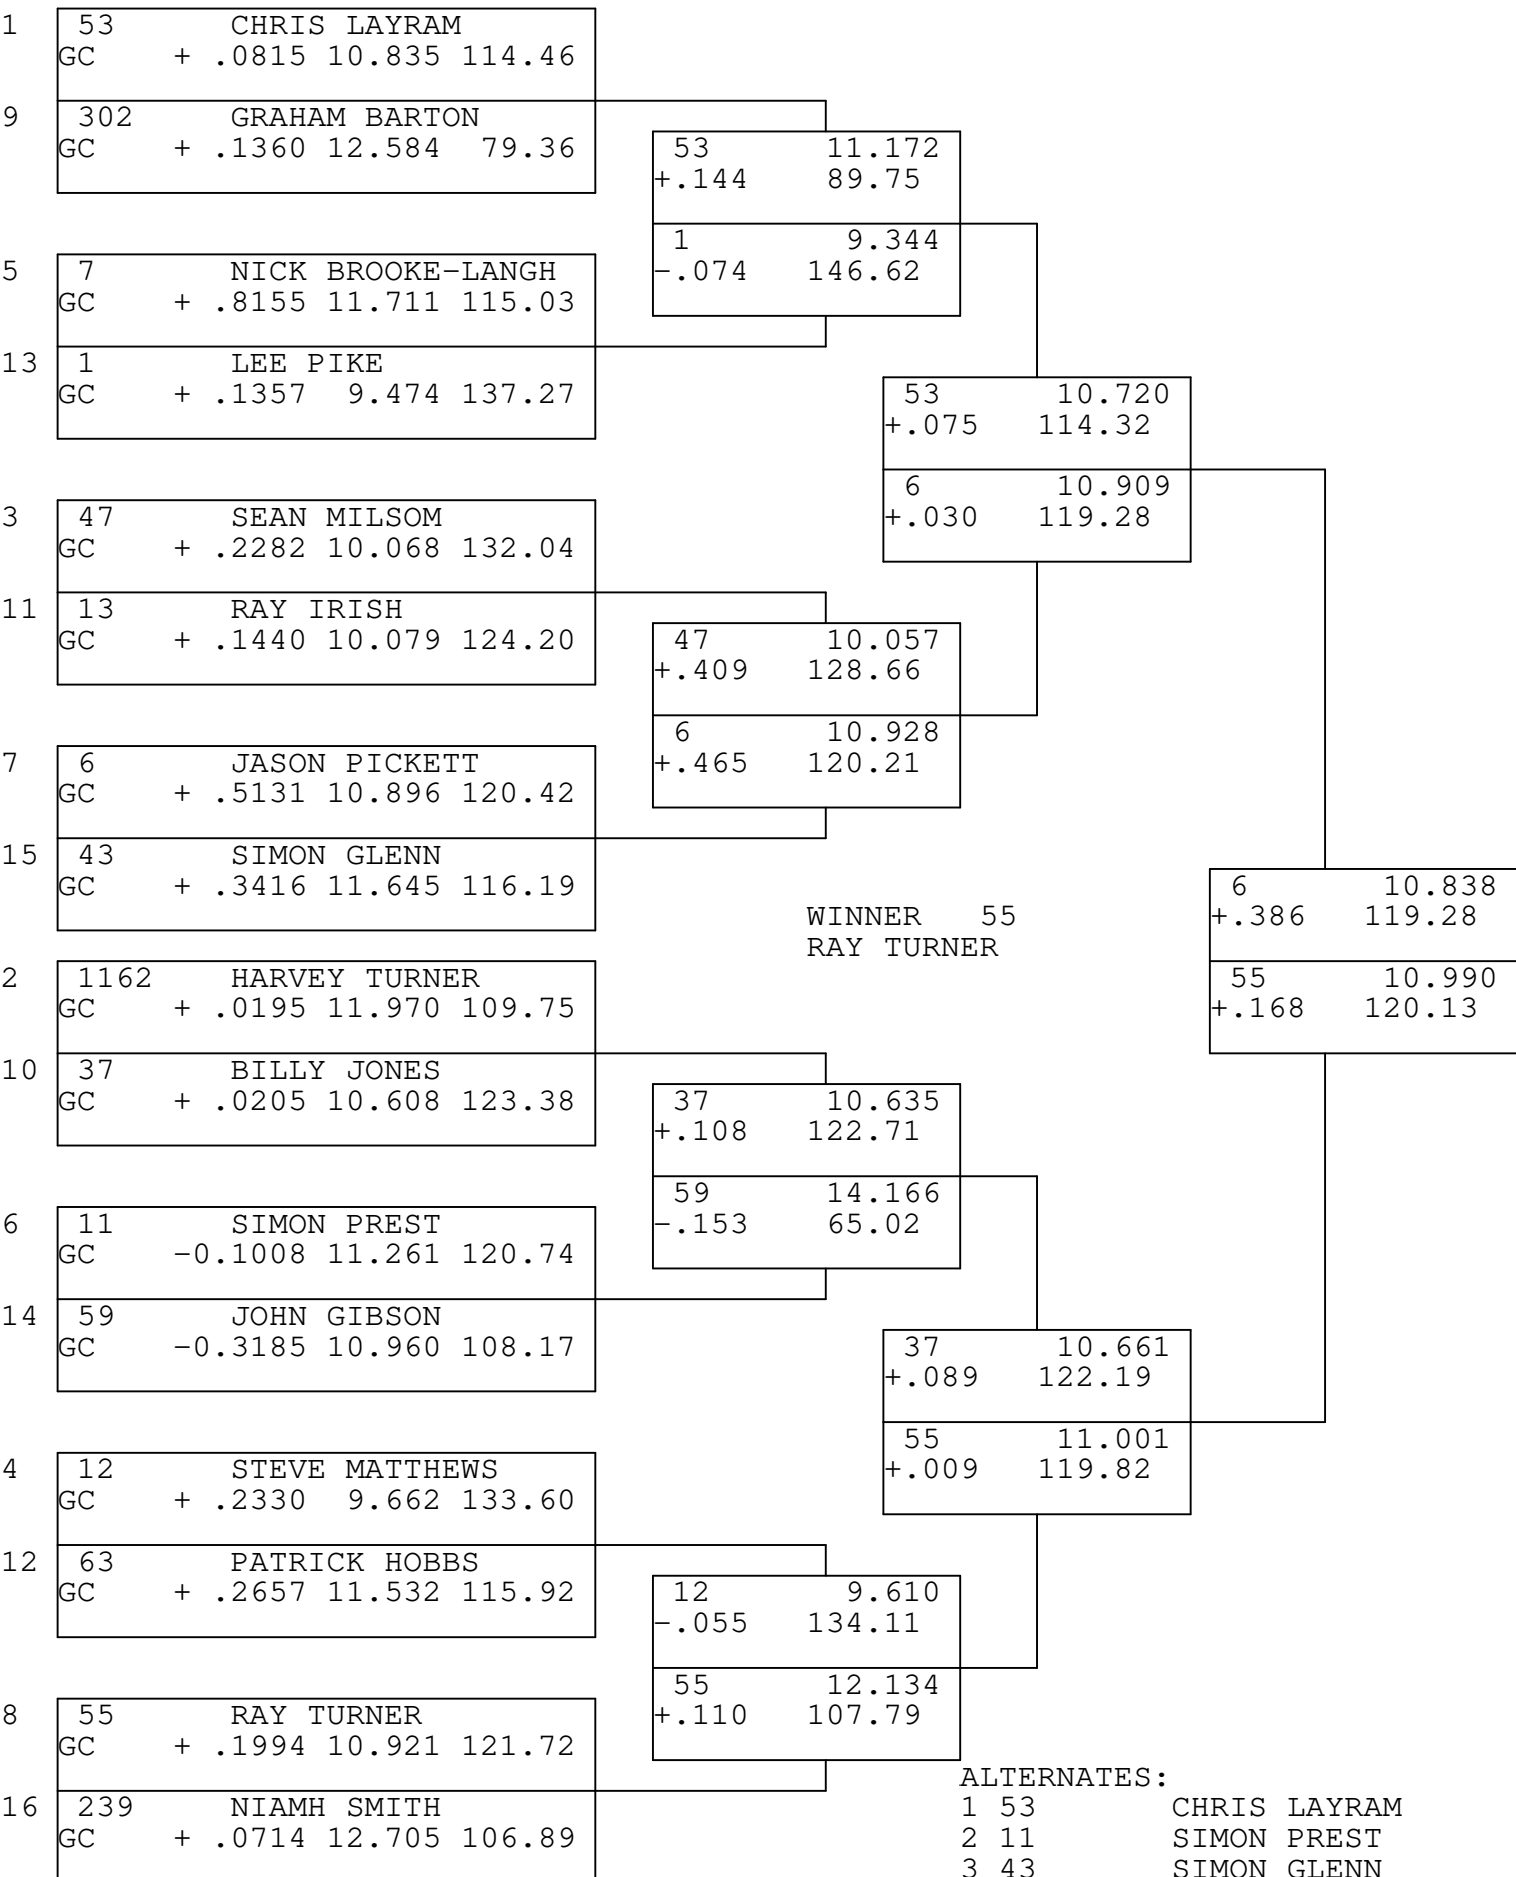 1 53 CHRIS LAYRAM
GC + .0815 10.835 114.46
9 302 GRAHAM BARTON
GC + .1360 12.584 79.36
53 11.172
+.144 89.75
1 9.344
-.074 146.62
5 7 NICK BROOKE-LANGH
GC + .8155 11.711 115.03
13 1 LEE PIKE
GC + .1357 9.474 137.27
53 10.720
+.075 114.32
6 10.909
+.030 119.28
3 47 SEAN MILSOM
GC + .2282 10.068 132.04
11 13 RAY IRISH
GC + .1440 10.079 124.20
47 10.057
+.409 128.66
6 10.928
+.465 120.21
7 6 JASON PICKETT
GC + .5131 10.896 120.42
15 43 SIMON GLENN
GC + .3416 11.645 116.19
WINNER 55
RAY TURNER
6 10.838
+.386 119.28
55 10.990
+.168 120.13
2 1162 HARVEY TURNER
GC + .0195 11.970 109.75
10 37 BILLY JONES
GC + .0205 10.608 123.38
37 10.635
+.108 122.71
59 14.166
-.153 65.02
6 11 SIMON PREST
GC -0.1008 11.261 120.74
14 59 JOHN GIBSON
GC -0.3185 10.960 108.17
37 10.661
+.089 122.19
55 11.001
+.009 119.82
4 12 STEVE MATTHEWS
GC + .2330 9.662 133.60
12 63 PATRICK HOBBS
GC + .2657 11.532 115.92
12 9.610
-.055 134.11
55 12.134
+.110 107.79
8 55 RAY TURNER
GC + .1994 10.921 121.72
16 239 NIAMH SMITH
GC + .0714 12.705 106.89
ALTERNATES:
1 53 CHRIS LAYRAM
2 11 SIMON PREST
3 43 SIMON GLENN